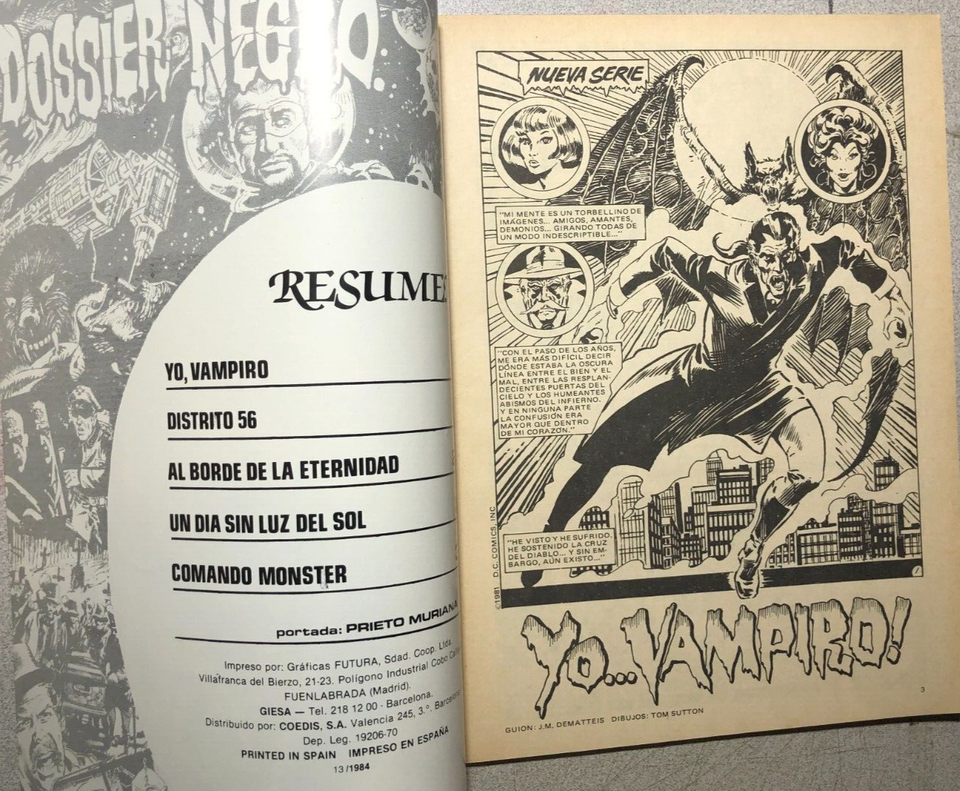 DOSSIER NEGRO
RESUME
YO, VAMPIRO
DISTRITO 56
AL BORDE DE LA ETERNIDAD
UN DIA SIN LUZ DEL SOL
COMANDO MONSTER
portada: PRIETO MURIANA
Impreso por: Gráficas FUTURA, Sdad. Coop. Ltda.
Villafranca del Bierzo, 21-23. Polígono Industrial Cobo
FUENLABRADA (Madrid).
GIESA — Tel. 218 12 00 - Barcelona.
Distribuido por: COEDIS, S.A. Valencia 245, 3.º. Barcelona
Dep. Leg. 19206-70
PRINTED IN SPAIN IMPRESO EN ESPAÑA
13/1984
NUEVA SERIE
"MI MENTE ES UN TORBELLINO DE
IMÁGENES... AMIGOS, AMANTES,
DEMONIOS... GIRANDO TODAS DE
UN MODO INDESCRIPTIBLE..."
"CON EL PASO DE LOS AÑOS,
ME ERA MÁS DIFÍCIL DECIR
DÓNDE ESTABA LA OSCURA
LÍNEA ENTRE EL BIEN Y EL
MAL, ENTRE LAS RESPLAN-
DECIENTES PUERTAS DEL
CIELO Y LOS HUMEANTES
ABISMOS DEL INFIERNO.
Y EN NINGUNA PARTE
LA CONFUSIÓN ERA
MAYOR QUE DENTRO
DE MI CORAZÓN."
"HE VISTO Y HE SUFRIDO.
HE SOSTENIDO LA CRUZ
DEL DIABLO... Y SIN EM-
BARGO, AÚN EXISTO..."
©1981 D.C. COMICS, INC
1
YO... VAMPIRO!
3
GUION: J.M. DEMATTEIS DIBUJOS: TOM SUTTON